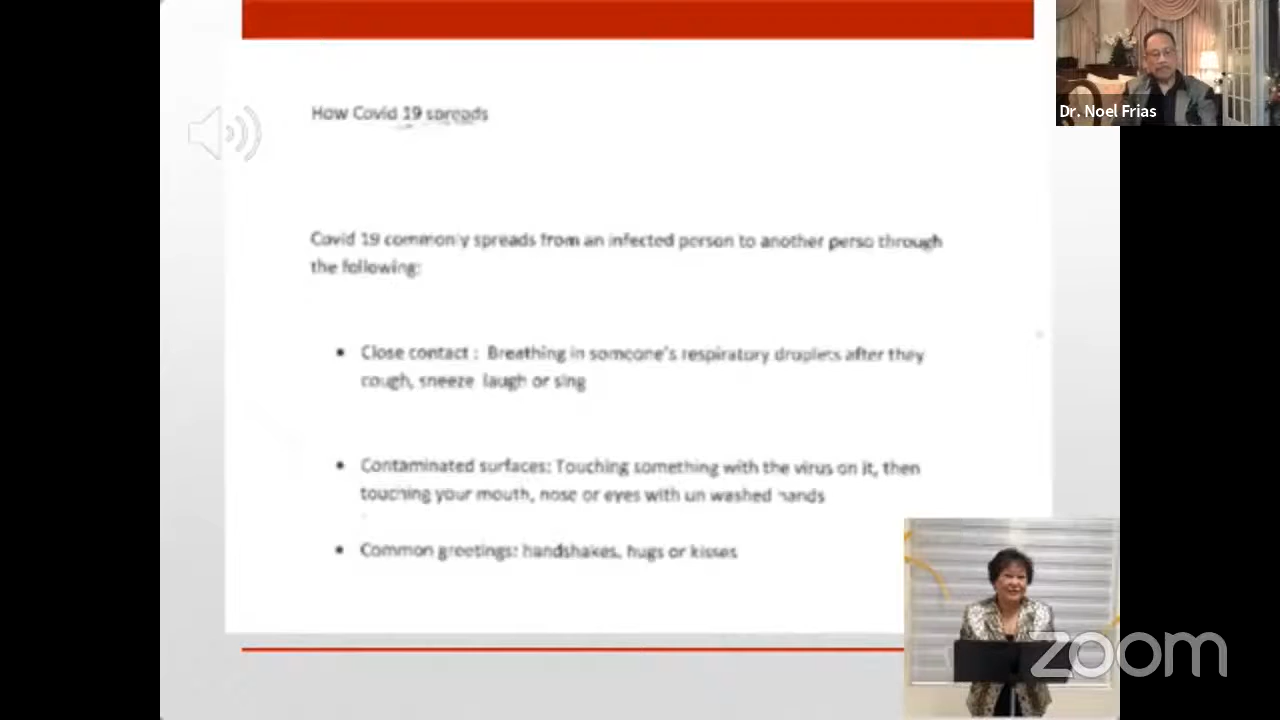 How Covid 19 spreads
Dr. Noel Frias
Covid 19 commonly spreads from an infected person to another perso through
the following:
Close contact : Breathing in someone's respiratory droplets after they
cough, sneeze laugh or sing
Contaminated surfaces: Touching something with the virus on it, then
touching your mouth, nose or eyes with un washed hands
Common greetings: handshakes, hugs or kisses
zoom